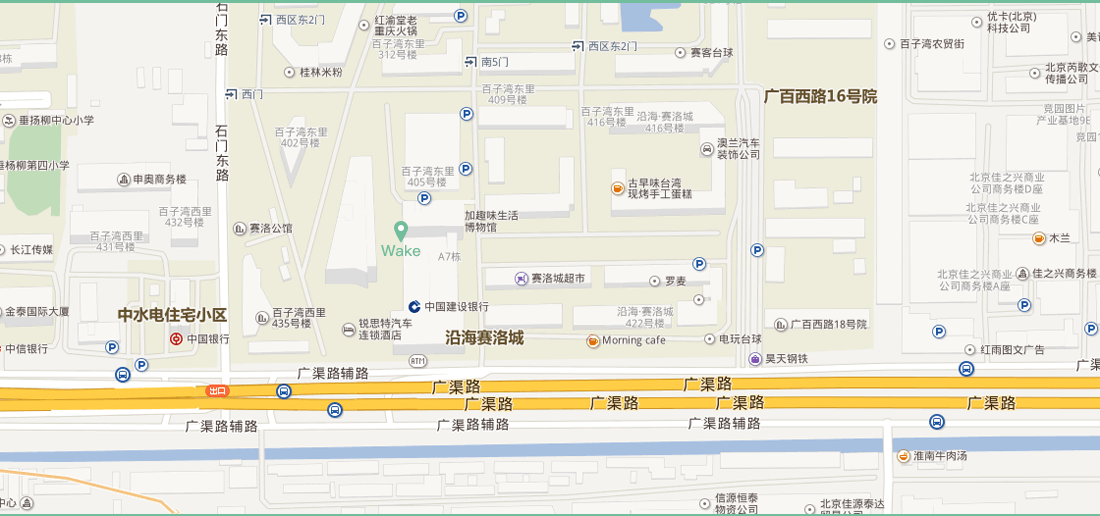 石门东路
西区东2门
红渝堂老
重庆火锅
百子湾东里
312号楼
桂林米粉
南5门
西区东2门
赛客台球
优卡(北京)
科技公司
百子湾农贸街
北京芮歌文
传播公司
西门
百子湾东里
409号楼
广百西路16号院
竟园图片
产业基地9E
垂杨柳中心小学
石门东路
百子湾东里
402号楼
百子湾东里
416号楼
沿海·赛洛城
416号楼
澳兰汽车
装饰公司
垂杨柳第四小学
申奥商务楼
百子湾东里
405号楼
古早味台湾
现烤手工蛋糕
北京佳之兴商业
公司商务楼D座
百子湾西里
432号楼
赛洛公馆
加趣味生活
博物馆
北京佳之兴商业
公司商务楼C座
百子湾西里
431号楼
Wake
A7栋
木兰
长江传媒
赛洛城超市
罗麦
北京佳之兴商业
公司商务楼A座
佳之兴商务楼
金泰国际大厦
中水电住宅小区
百子湾西里
435号楼
中国建设银行
锐思特汽车
连锁酒店
沿海·赛洛城
422号楼
广百西路18号院
中国银行
沿海赛洛城
Morning cafe
电玩台球
中信银行
ATM
昊天钢铁
红雨图文广告
广渠路辅路
出口
广渠路
广渠路
广渠路
广渠路
广渠路
广渠路
广渠路辅路
广渠路辅路
广渠路辅路
淮南牛肉汤
信源恒泰
物资公司
北京佳源泰达